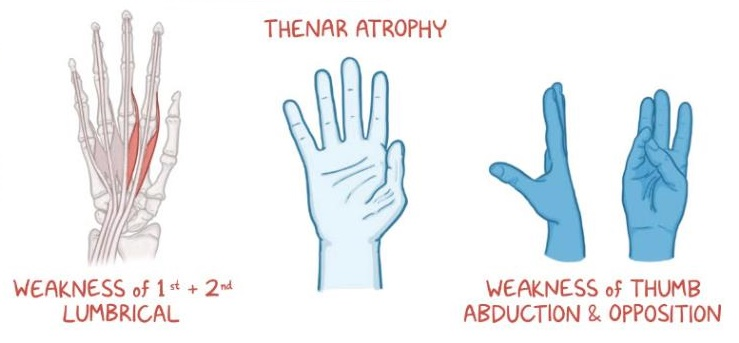 THENAR ATROPHY
WEAKNESS of 1st + 2nd
LUMBRICAL
WEAKNESS of THUMB
ABDUCTION & OPPOSITION